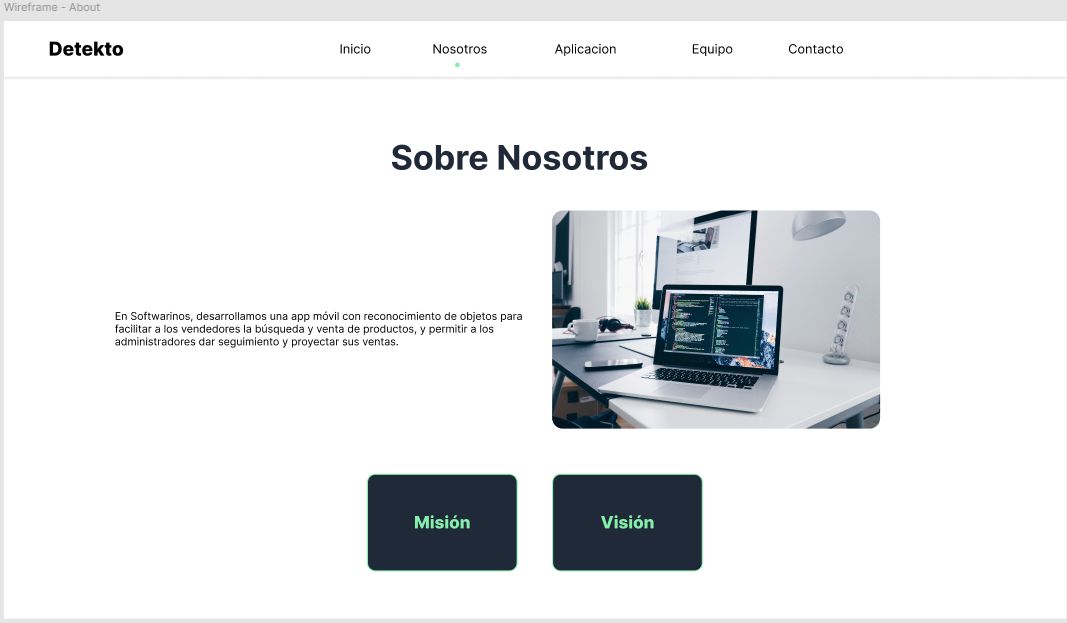 Wireframe - About
Detekto
Inicio
Nosotros
Aplicacion
Equipo
Contacto
Sobre Nosotros
En Softwarinos, desarrollamos una app móvil con reconocimiento de objetos para
facilitar a los vendedores la búsqueda y venta de productos, y permitir a los
administradores dar seguimiento y proyectar sus ventas.
Misión
Visión